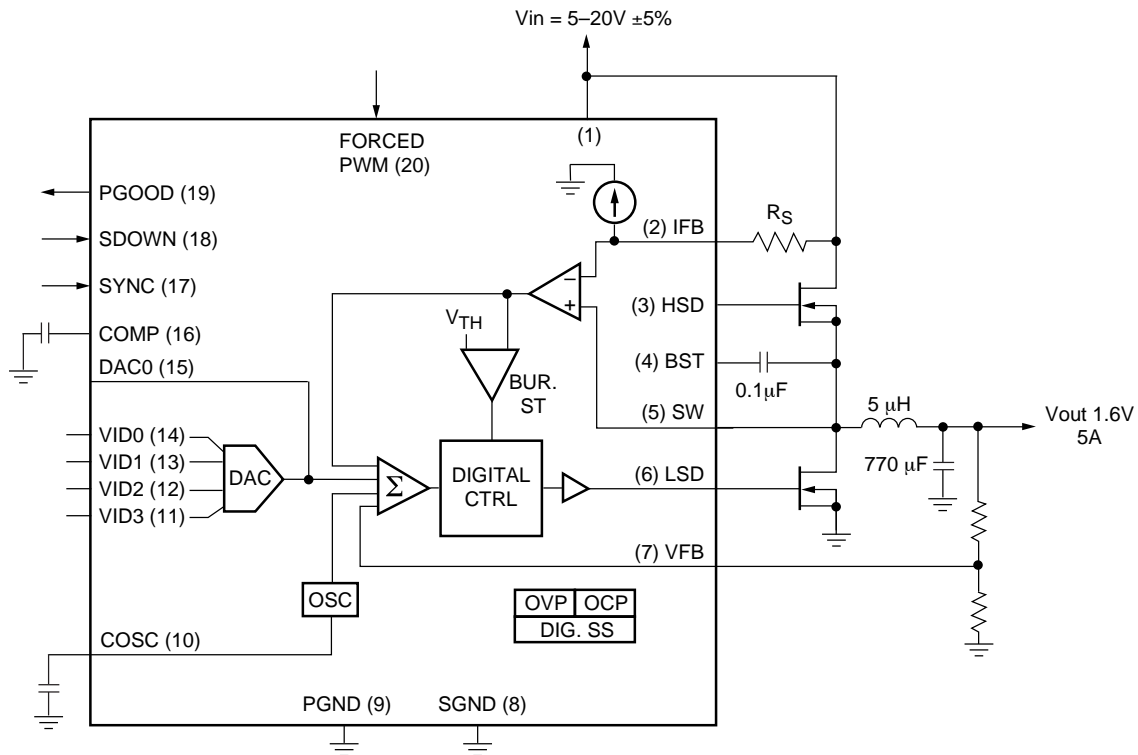 Vin = 5–20V ±5%
FORCED
PWM (20)
(1)
PGOOD (19)
SDOWN (18)
SYNC (17)
COMP (16)
DAC0 (15)
VID0 (14)
VID1 (13)
VID2 (12)
VID3 (11)
DAC
(2) IFB
RS
–
+
(3) HSD
VTH
BUR.
ST
(4) BST
0.1µF
(5) SW
5 µH
Vout 1.6V
5A
770 µF
Σ
DIGITAL
CTRL
(6) LSD
(7) VFB
OSC
OVP OCP
DIG. SS
COSC (10)
PGND (9)
SGND (8)